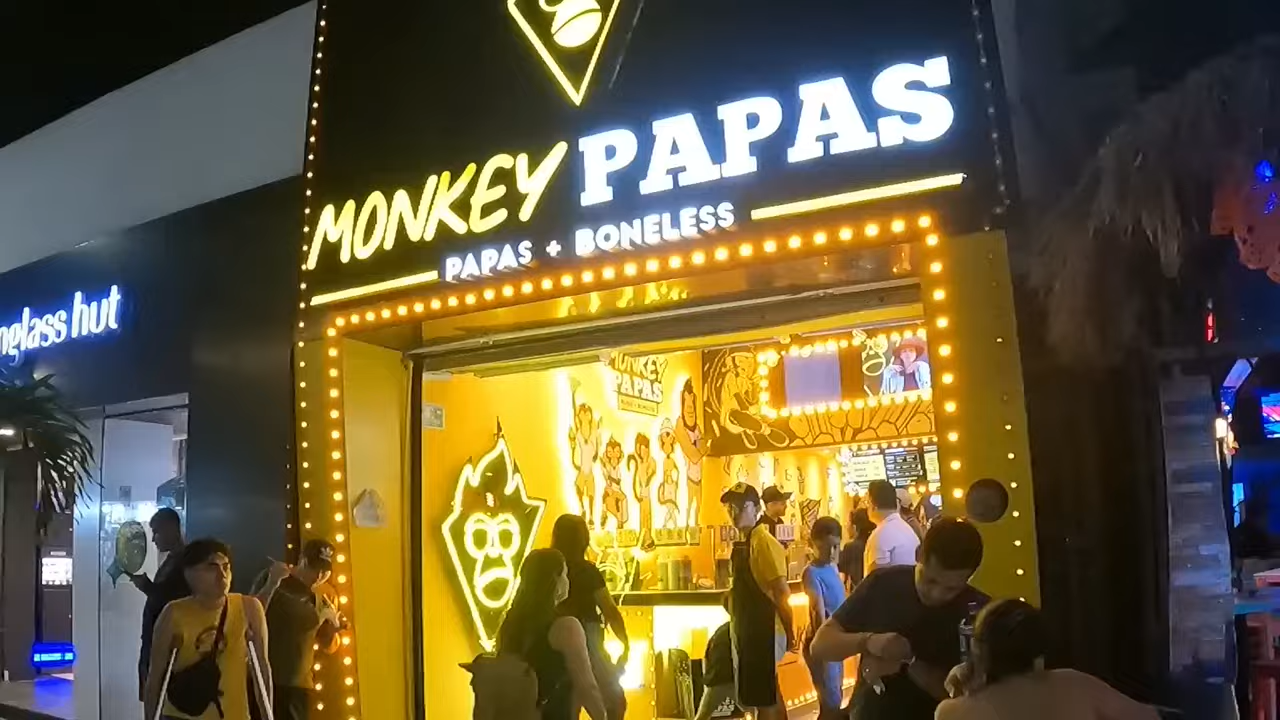 MONKEY PAPAS
PAPAS + BONELESS
nglass hut
MONKEY
PAPAS